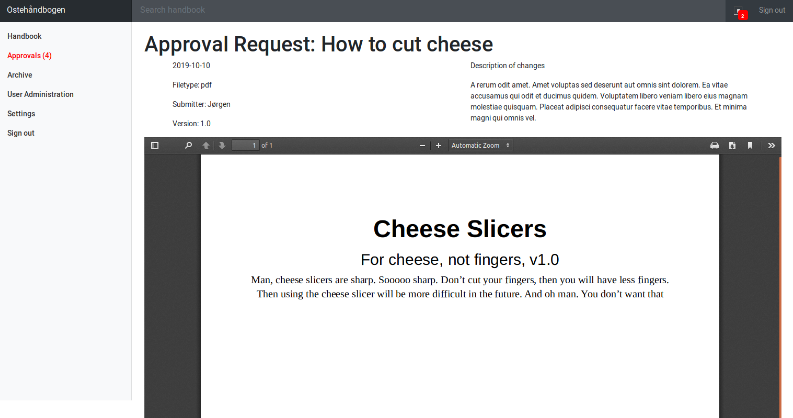 Ostehåndbogen
Search handbook
2
Sign out
Handbook
Approvals (4)
Archive
User Administration
Settings
Sign out
Approval Request: How to cut cheese
2019-10-10
Filetype: pdf
Submitter: Jørgen
Version: 1.0
Description of changes
A rerum odit amet. Amet voluptas sed deserunt aut omnis sint dolorem. Ea vitae
accusamus qui odit et ducimus quidem. Voluptatem libero veniam libero eius magnam
molestiae quisquam. Placeat adipisci consequatur facere vitae temporibus. Et minima
magni qui omnis vel.
1 of 1
Automatic Zoom
Cheese Slicers
For cheese, not fingers, v1.0
Man, cheese slicers are sharp. Sooooo sharp. Don’t cut your fingers, then you will have less fingers.
Then using the cheese slicer will be more difficult in the future. And oh man. You don’t want that